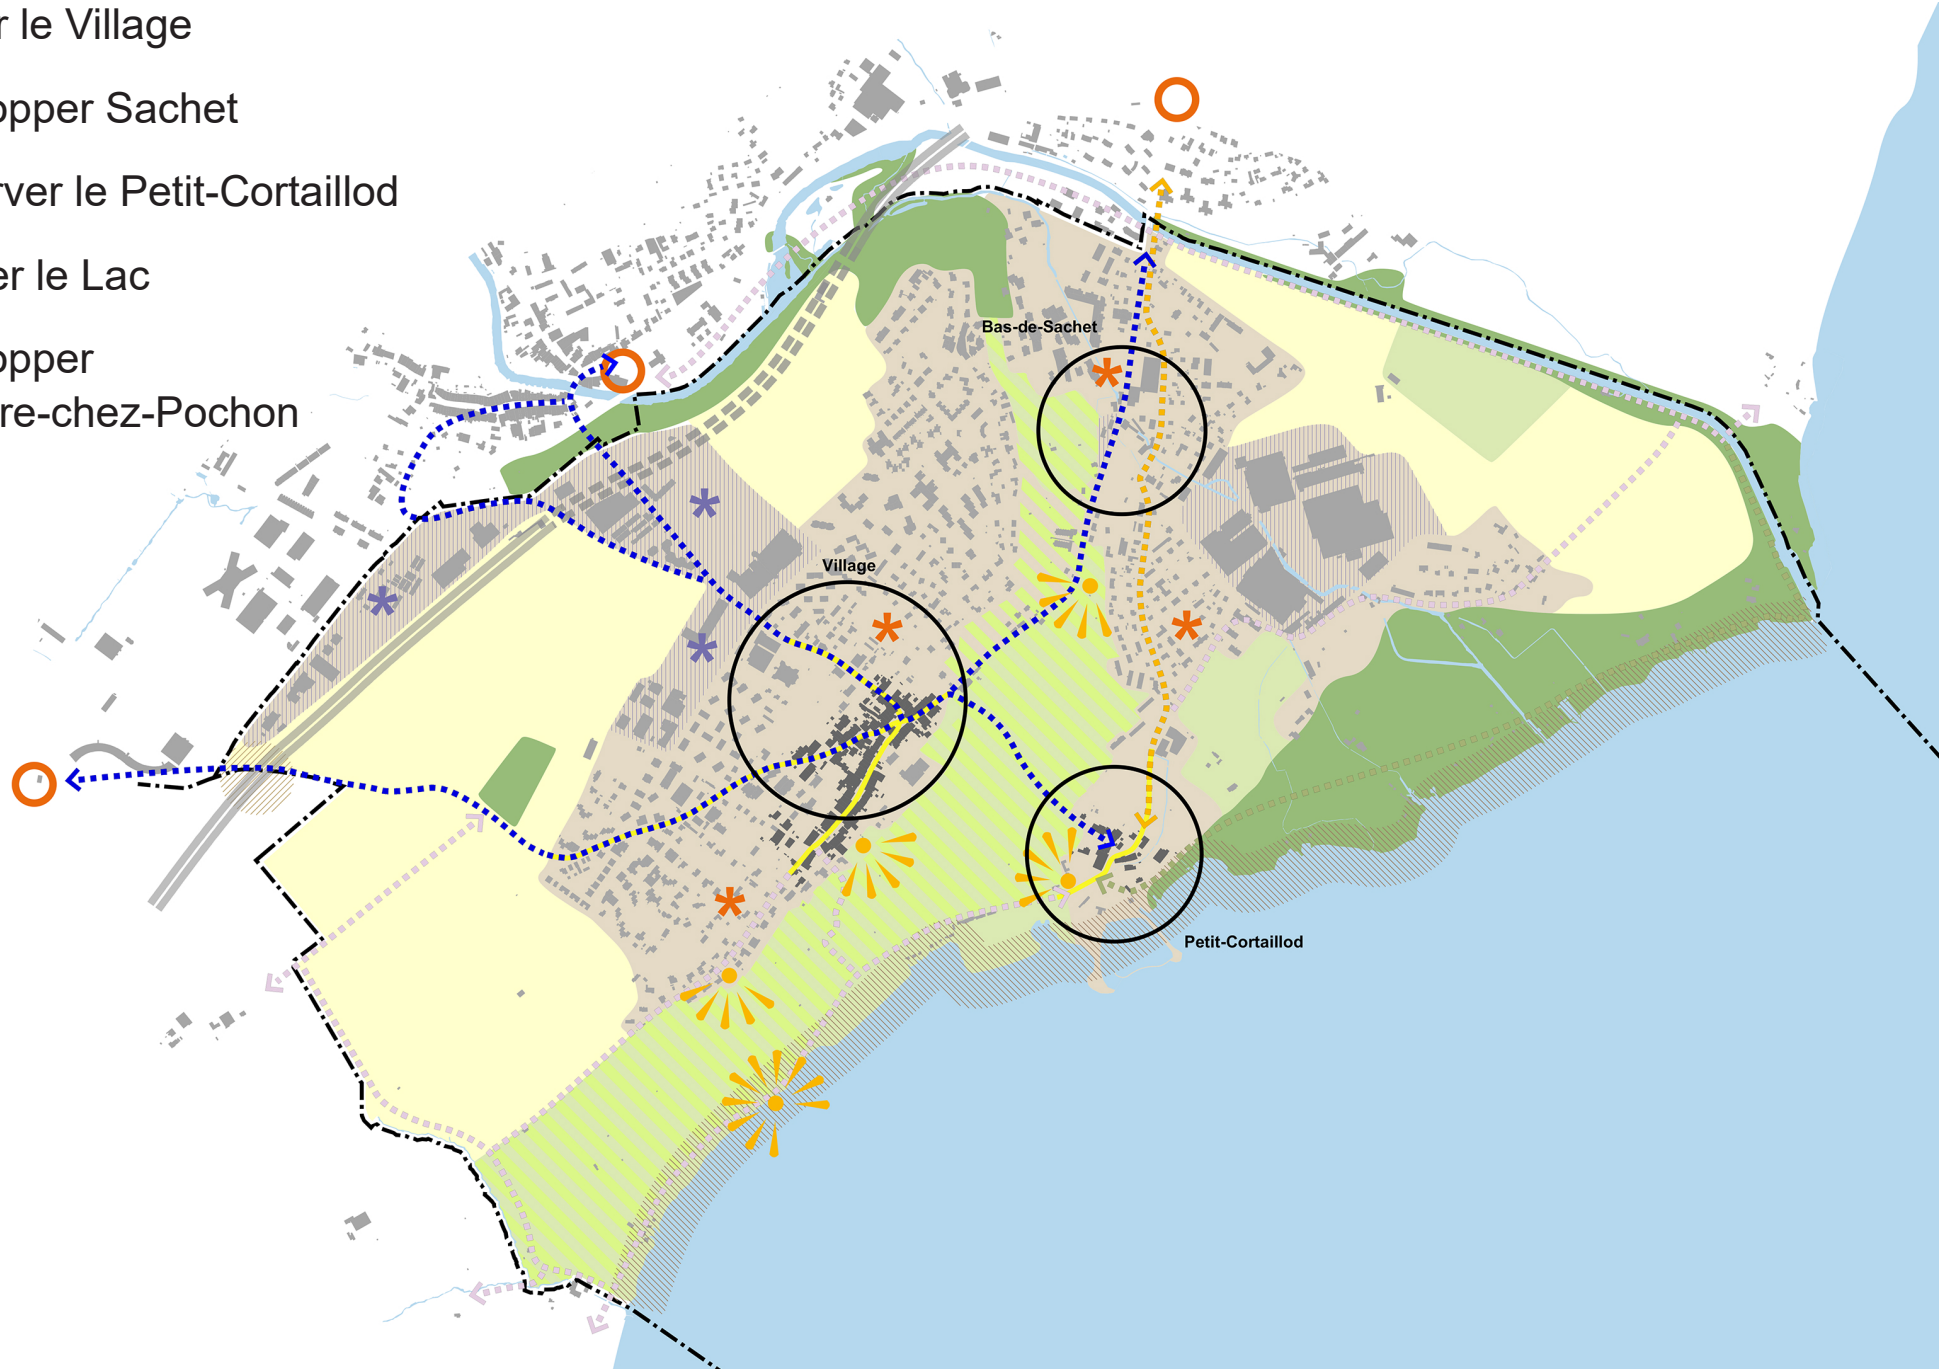 r le Village
opper Sachet
rver le Petit-Cortaillod
er le Lac
opper
re-chez-Pochon
Bas-de-Sachet
Village
Petit-Cortaillod